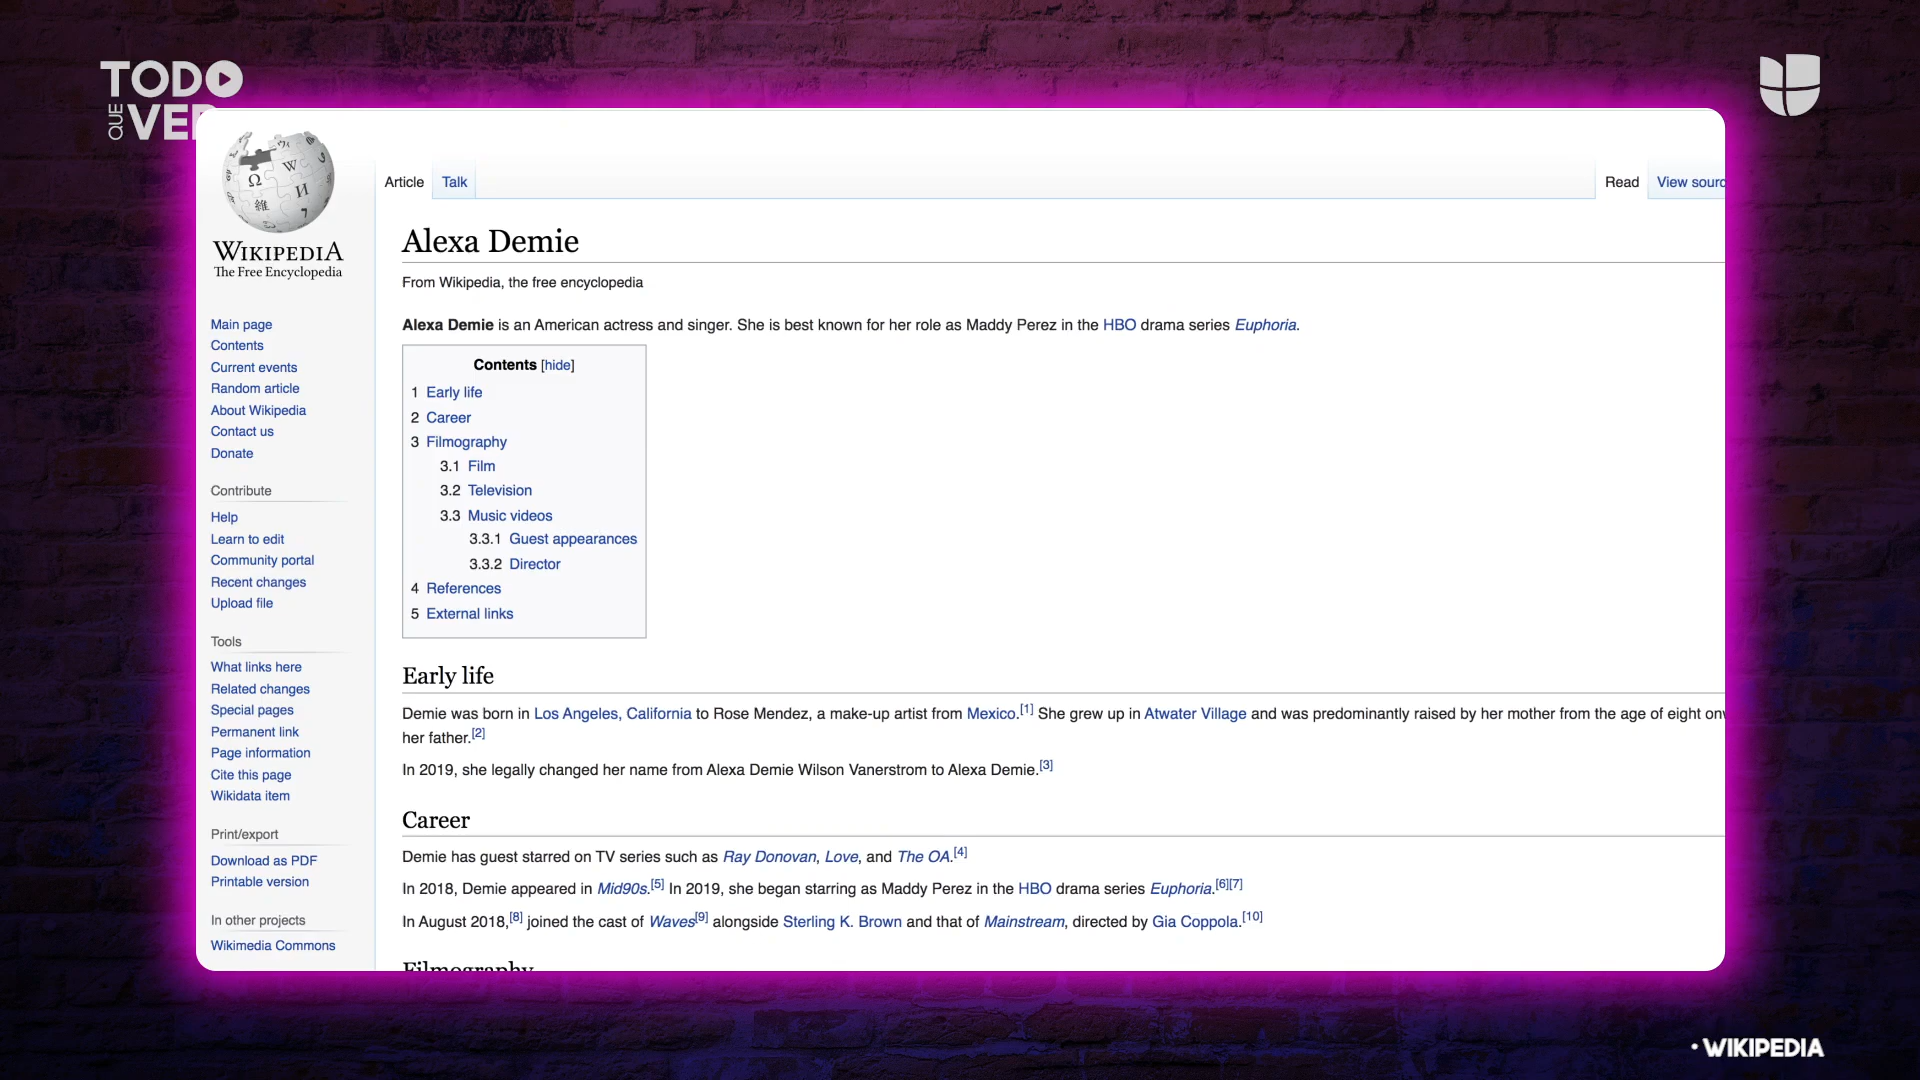 TODO
QUE VER
WIKIPEDIA
The Free Encyclopedia
Main page
Contents
Current events
Random article
About Wikipedia
Contact us
Donate
Contribute
Help
Learn to edit
Community portal
Recent changes
Upload file
Tools
What links here
Related changes
Special pages
Permanent link
Page information
Cite this page
Wikidata item
Print/export
Download as PDF
Printable version
In other projects
Wikimedia Commons
Article Talk Read View sourc
Alexa Demie
From Wikipedia, the free encyclopedia
Alexa Demie is an American actress and singer. She is best known for her role as Maddy Perez in the HBO drama series Euphoria.
Contents [hide]
1 Early life
2 Career
3 Filmography
3.1 Film
3.2 Television
3.3 Music videos
3.3.1 Guest appearances
3.3.2 Director
4 References
5 External links
Early life
Demie was born in Los Angeles, California to Rose Mendez, a make-up artist from Mexico.[1] She grew up in Atwater Village and was predominantly raised by her mother from the age of eight on
her father.[2]
In 2019, she legally changed her name from Alexa Demie Wilson Vanerstrom to Alexa Demie.[3]
Career
Demie has guest starred on TV series such as Ray Donovan, Love, and The OA.[4]
In 2018, Demie appeared in Mid90s.[5] In 2019, she began starring as Maddy Perez in the HBO drama series Euphoria.[6][7]
In August 2018,[8] joined the cast of Waves[9] alongside Sterling K. Brown and that of Mainstream, directed by Gia Coppola.[10]
Filmography
• WIKIPEDIA